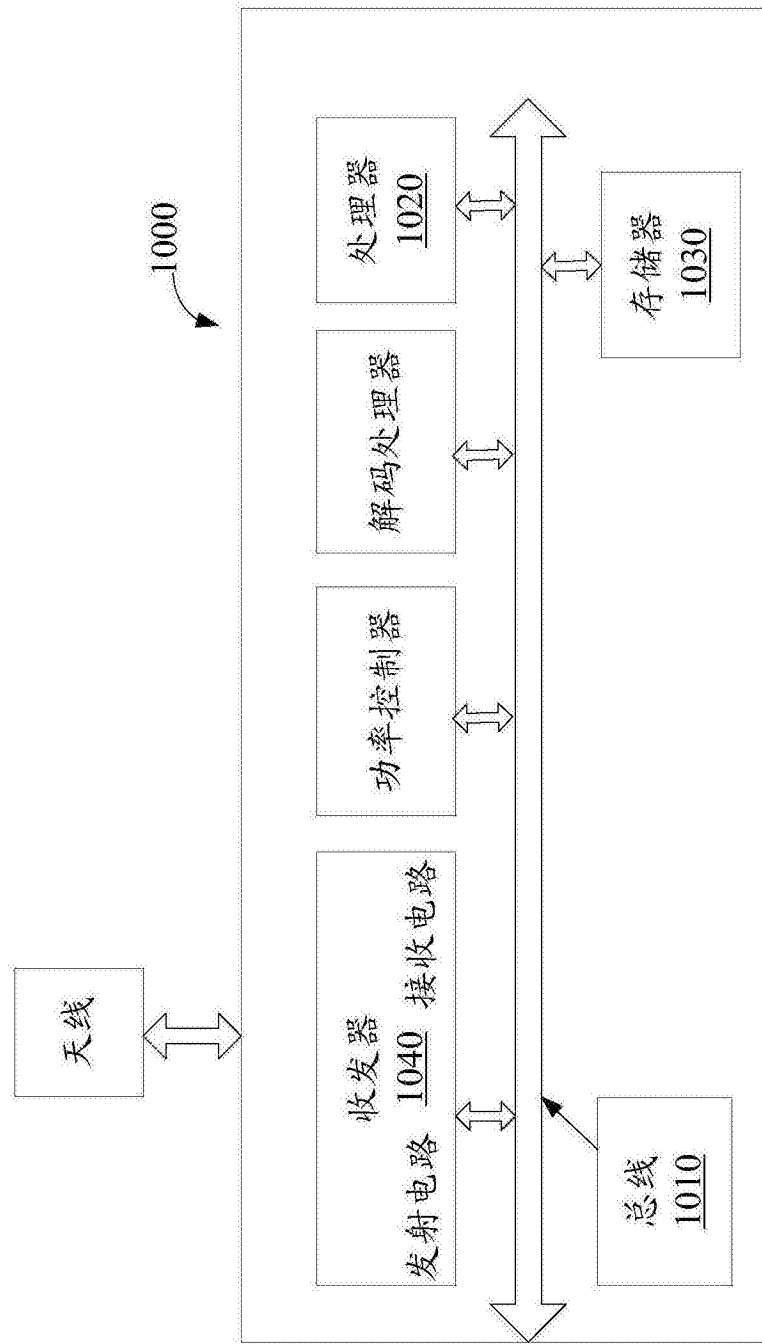 1000
天线
收发器
1040
发射电路
接收电路
功率控制器
解码处理器
处理器
1020
总线
1010
存储器
1030